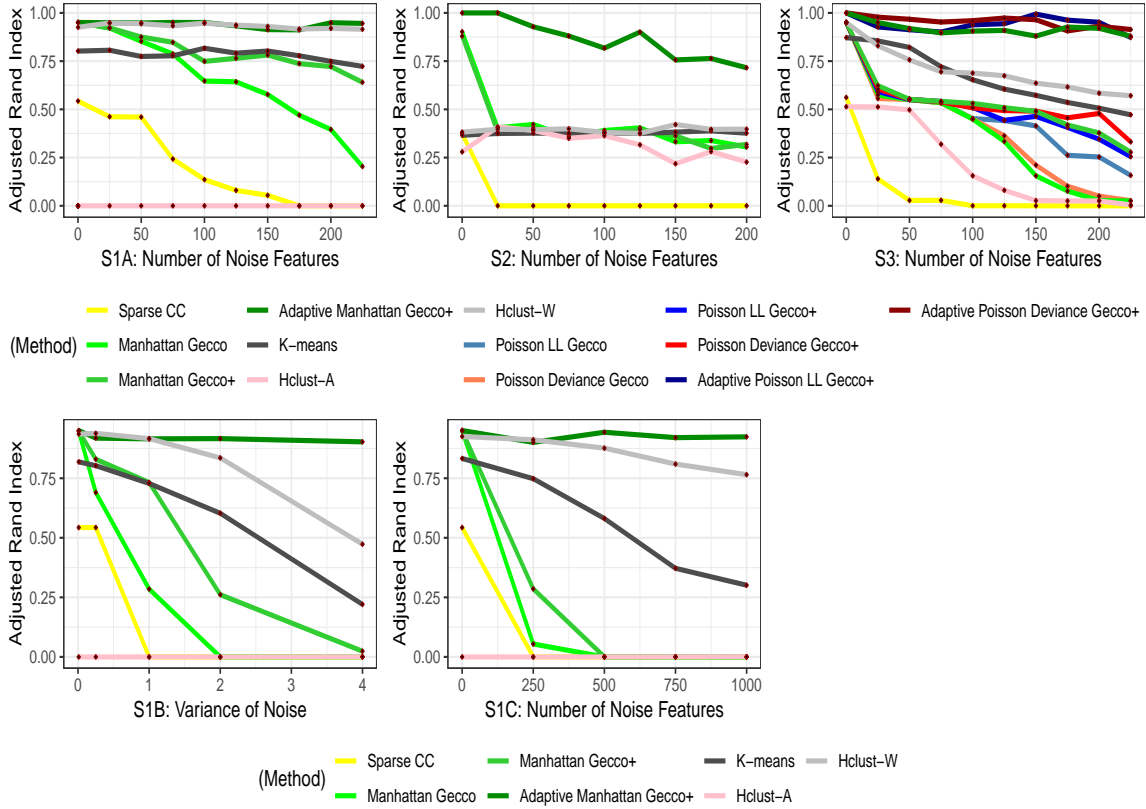 Adjusted Rand Index
1.00
0.75
0.50
0.25
0.00
0 50 100 150 200
S1A: Number of Noise Features
Adjusted Rand Index
1.00
0.75
0.50
0.25
0.00
0 50 100 150 200
S2: Number of Noise Features
Adjusted Rand Index
1.00
0.75
0.50
0.25
0.00
0 50 100 150 200
S3: Number of Noise Features
(Method)
Sparse CC
Manhattan Gecco
Manhattan Gecco+
Adaptive Manhattan Gecco+
K−means
Hclust−A
Hclust−W
Poisson LL Gecco
Poisson Deviance Gecco
Poisson LL Gecco+
Poisson Deviance Gecco+
Adaptive Poisson LL Gecco+
Adaptive Poisson Deviance Gecco+
Adjusted Rand Index
0.75
0.50
0.25
0.00
0 1 2 3 4
S1B: Variance of Noise
Adjusted Rand Index
0.75
0.50
0.25
0.00
0 250 500 750 1000
S1C: Number of Noise Features
(Method)
Sparse CC
Manhattan Gecco
Manhattan Gecco+
Adaptive Manhattan Gecco+
K−means
Hclust−A
Hclust−W